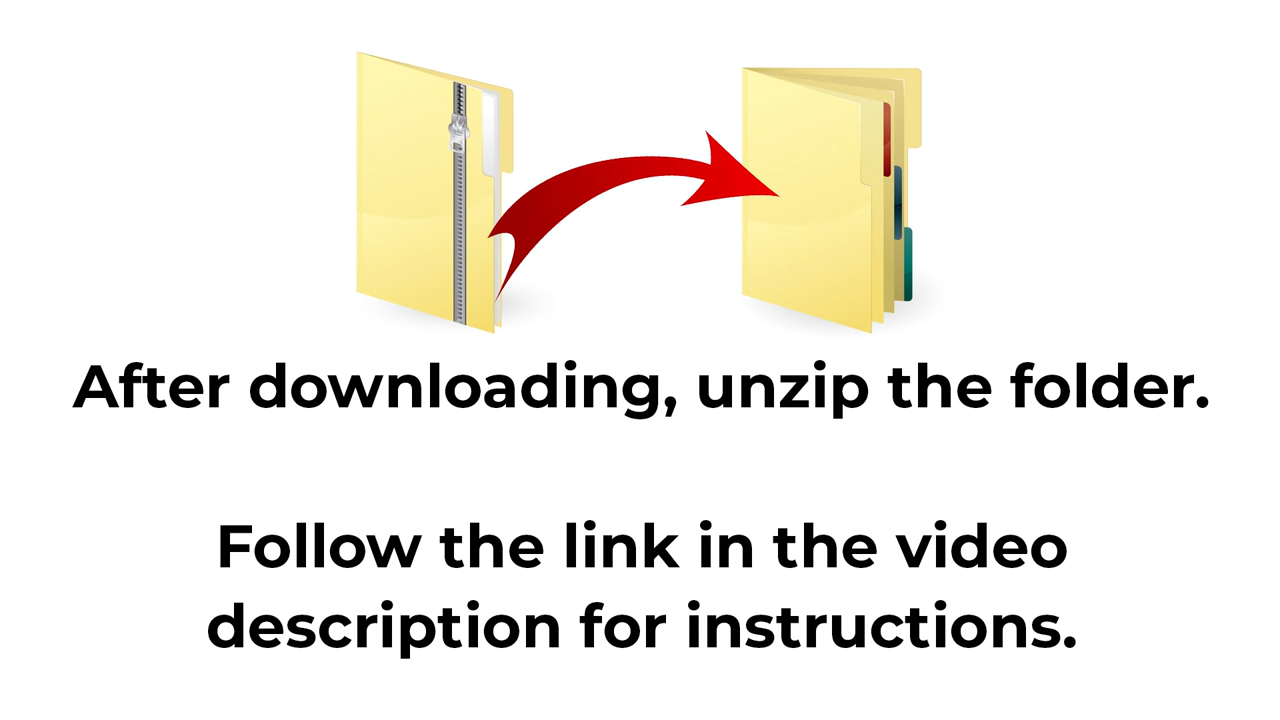 After downloading, unzip the folder.
Follow the link in the video
description for instructions.